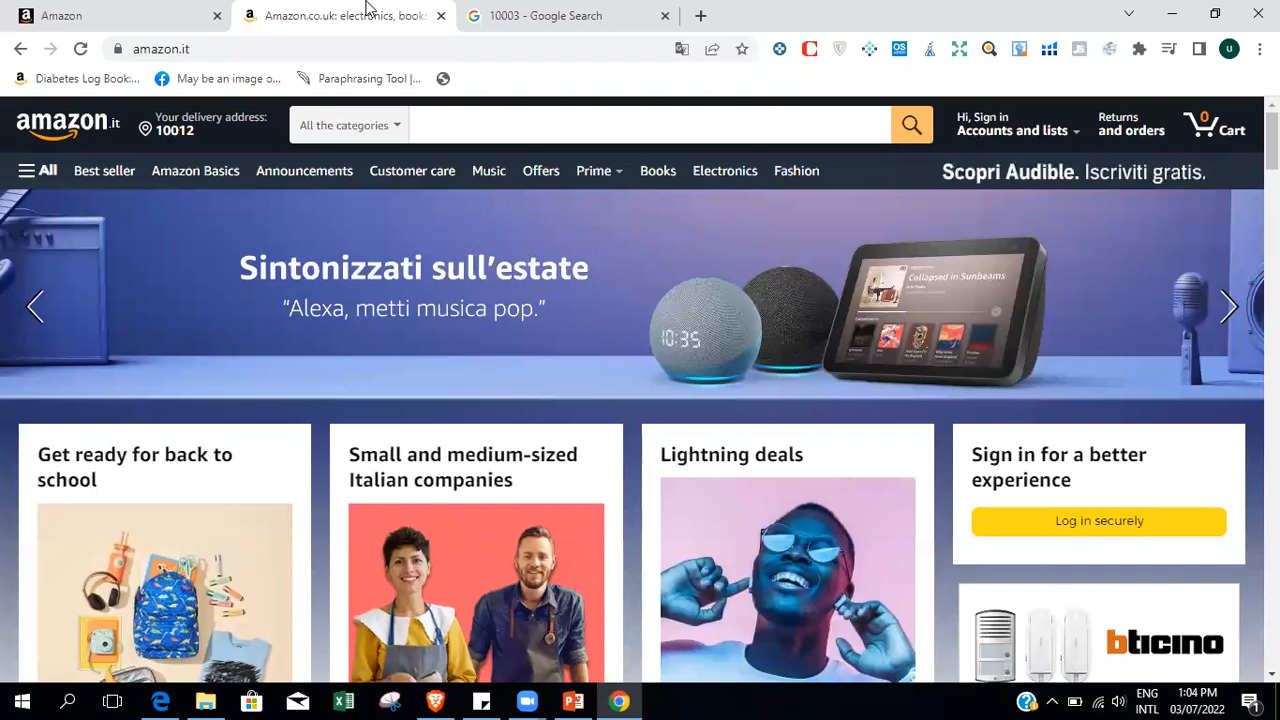 Amazon
Amazon.co.uk: electronics, books
10003 - Google Search
amazon.it
Diabetes Log Book:...
May be an image o...
Paraphrasing Tool |...
amazon.it
Your delivery address:
10012
All the categories
Hi, Sign in
Accounts and lists
Returns
and orders
0
Cart
All
Best seller
Amazon Basics
Announcements
Customer care
Music
Offers
Prime
Books
Electronics
Fashion
Scopri Audible. Iscriviti gratis.
Sintonizzati sull'estate
"Alexa, metti musica pop."
10:35
Collapsed in Sunbeams
Get ready for back to
school
Small and medium-sized
Italian companies
Lightning deals
Sign in for a better
experience
Log in securely
bticino
ENG
INTL
1:04 PM
03/07/2022